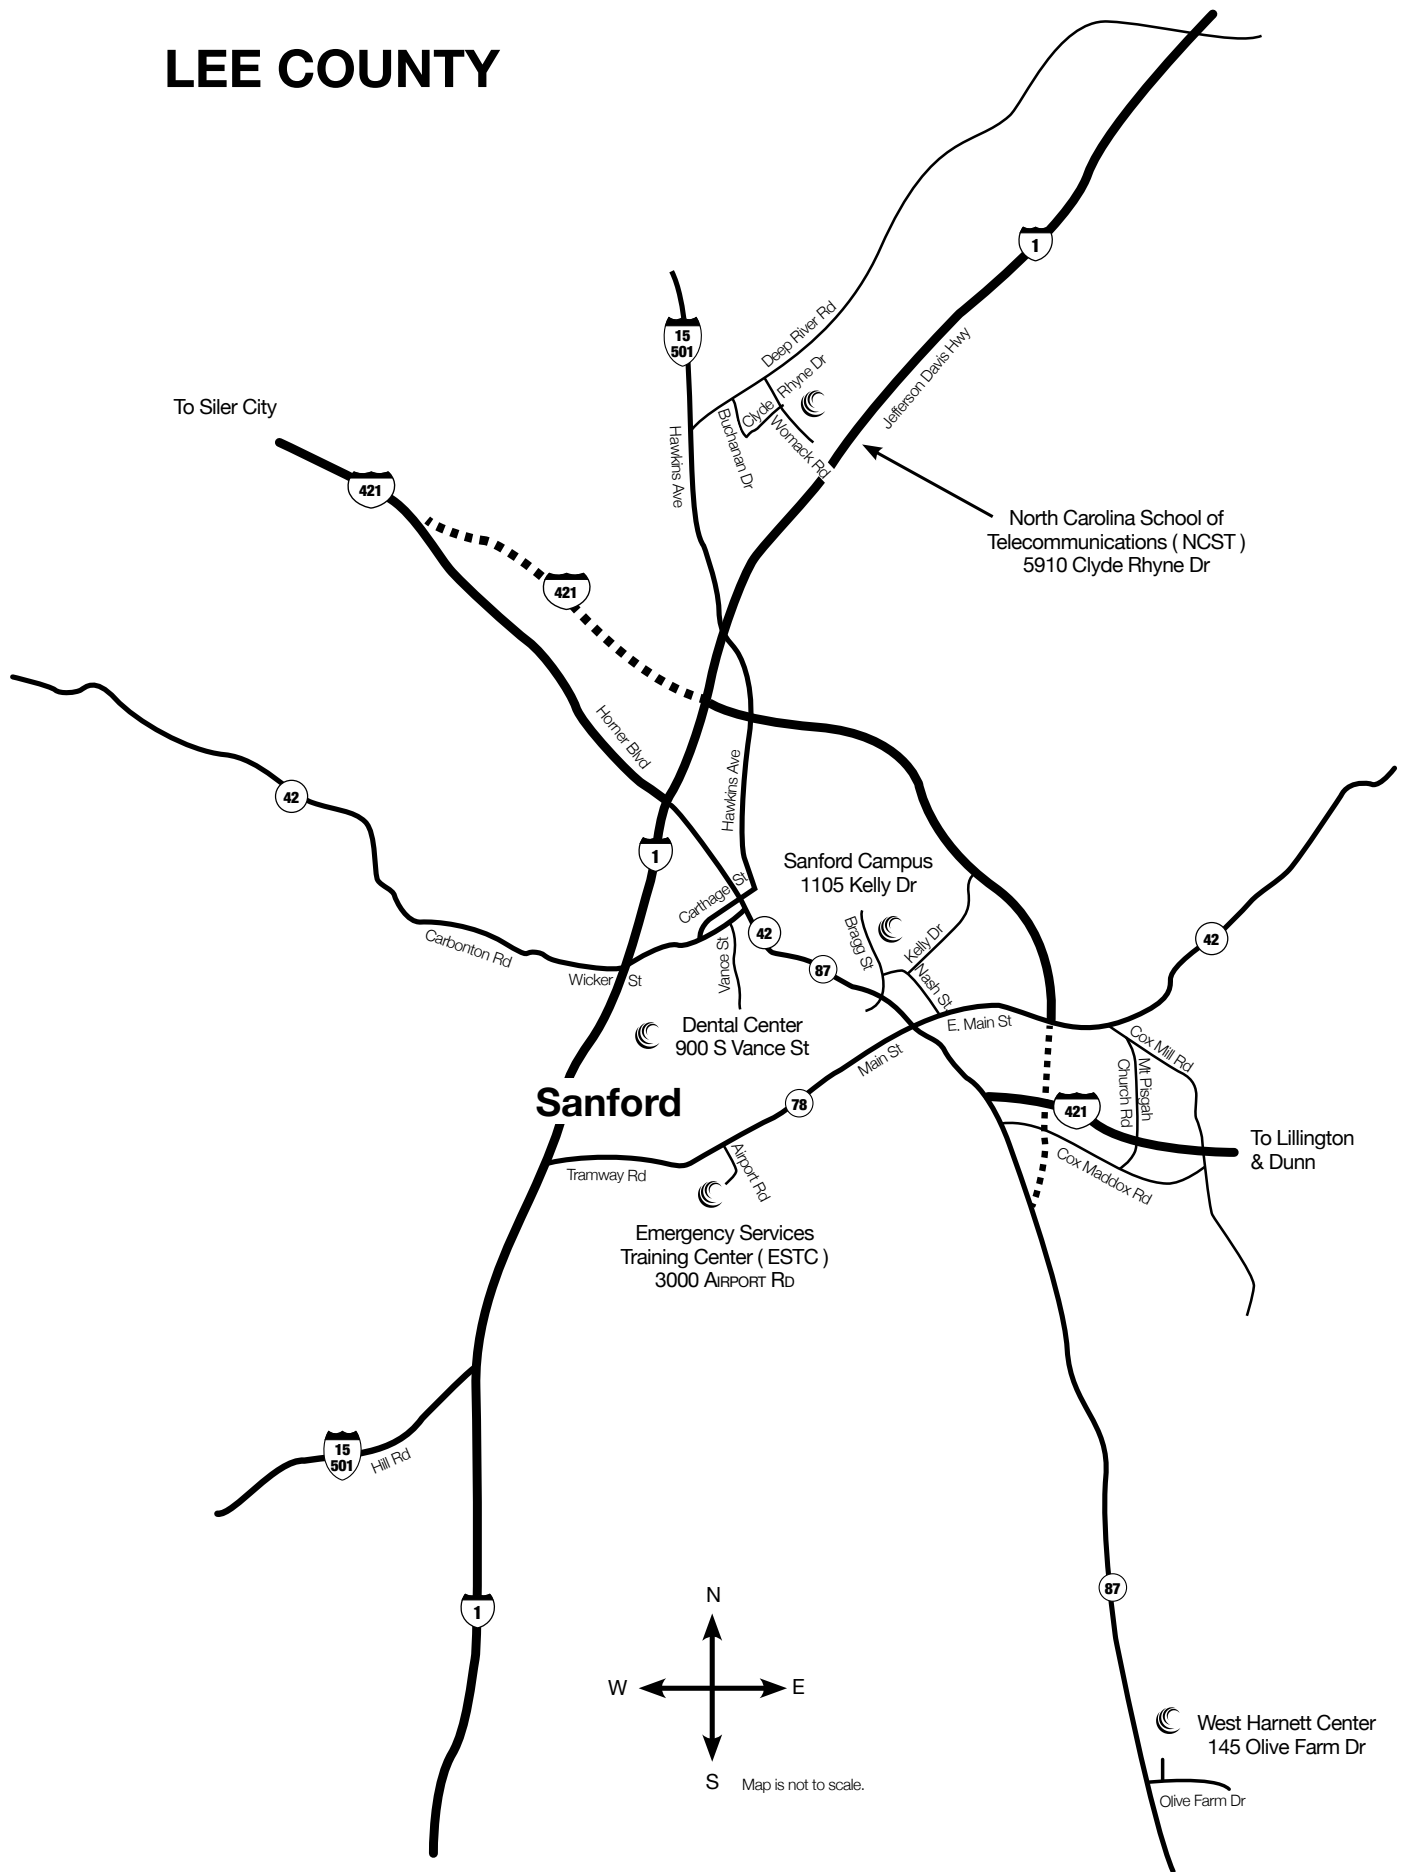 LEE COUNTY
1
15
501
Deep River Rd
Jefferson Davis Hwy
Clyde Rhyne Dr
Buchanan Dr
Womack Rd
Hawkins Ave
To Siler City
421
North Carolina School of
Telecommunications ( NCST )
5910 Clyde Rhyne Dr
421
Horner Blvd
Hawkins Ave
42
1
Sanford Campus
1105 Kelly Dr
Carthage St
42
87
Bragg St
Kelly Dr
Nash St.
42
Carbonton Rd
Wicker St
Vance St
Dental Center
900 S Vance St
E. Main St
Main St
Cox Mill Rd
Mt Pisgah
Church Rd
Sanford
78
421
To Lillington
& Dunn
Tramway Rd
Airport Rd
Cox Maddox Rd
Emergency Services
Training Center ( ESTC )
3000 AIRPORT RD
15
501
Hill Rd
87
1
N
W
E
S
Map is not to scale.
West Harnett Center
145 Olive Farm Dr
Olive Farm Dr